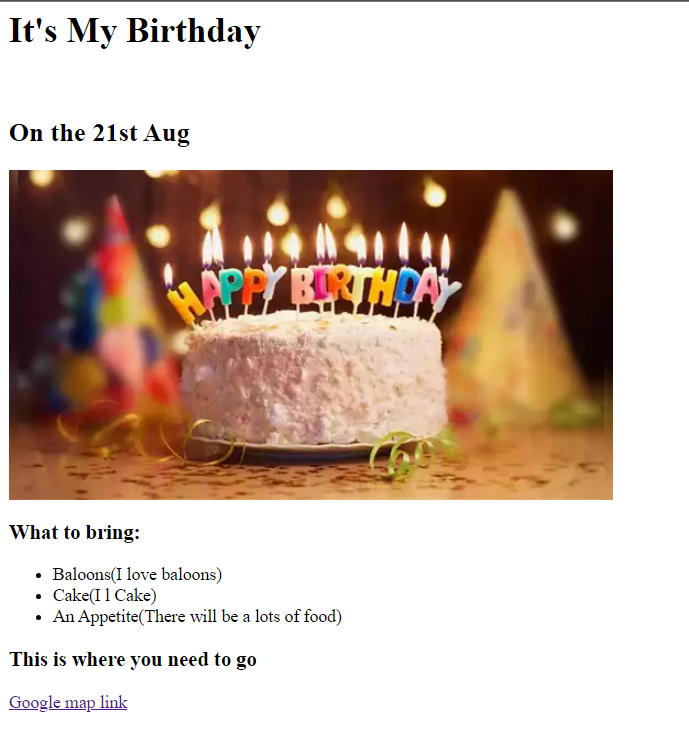 It's My Birthday
On the 21st Aug
HAPPY BIRTHDAY
What to bring:
Baloons(I love baloons)
Cake(I l Cake)
An Appetite(There will be a lots of food)
This is where you need to go
Google map link